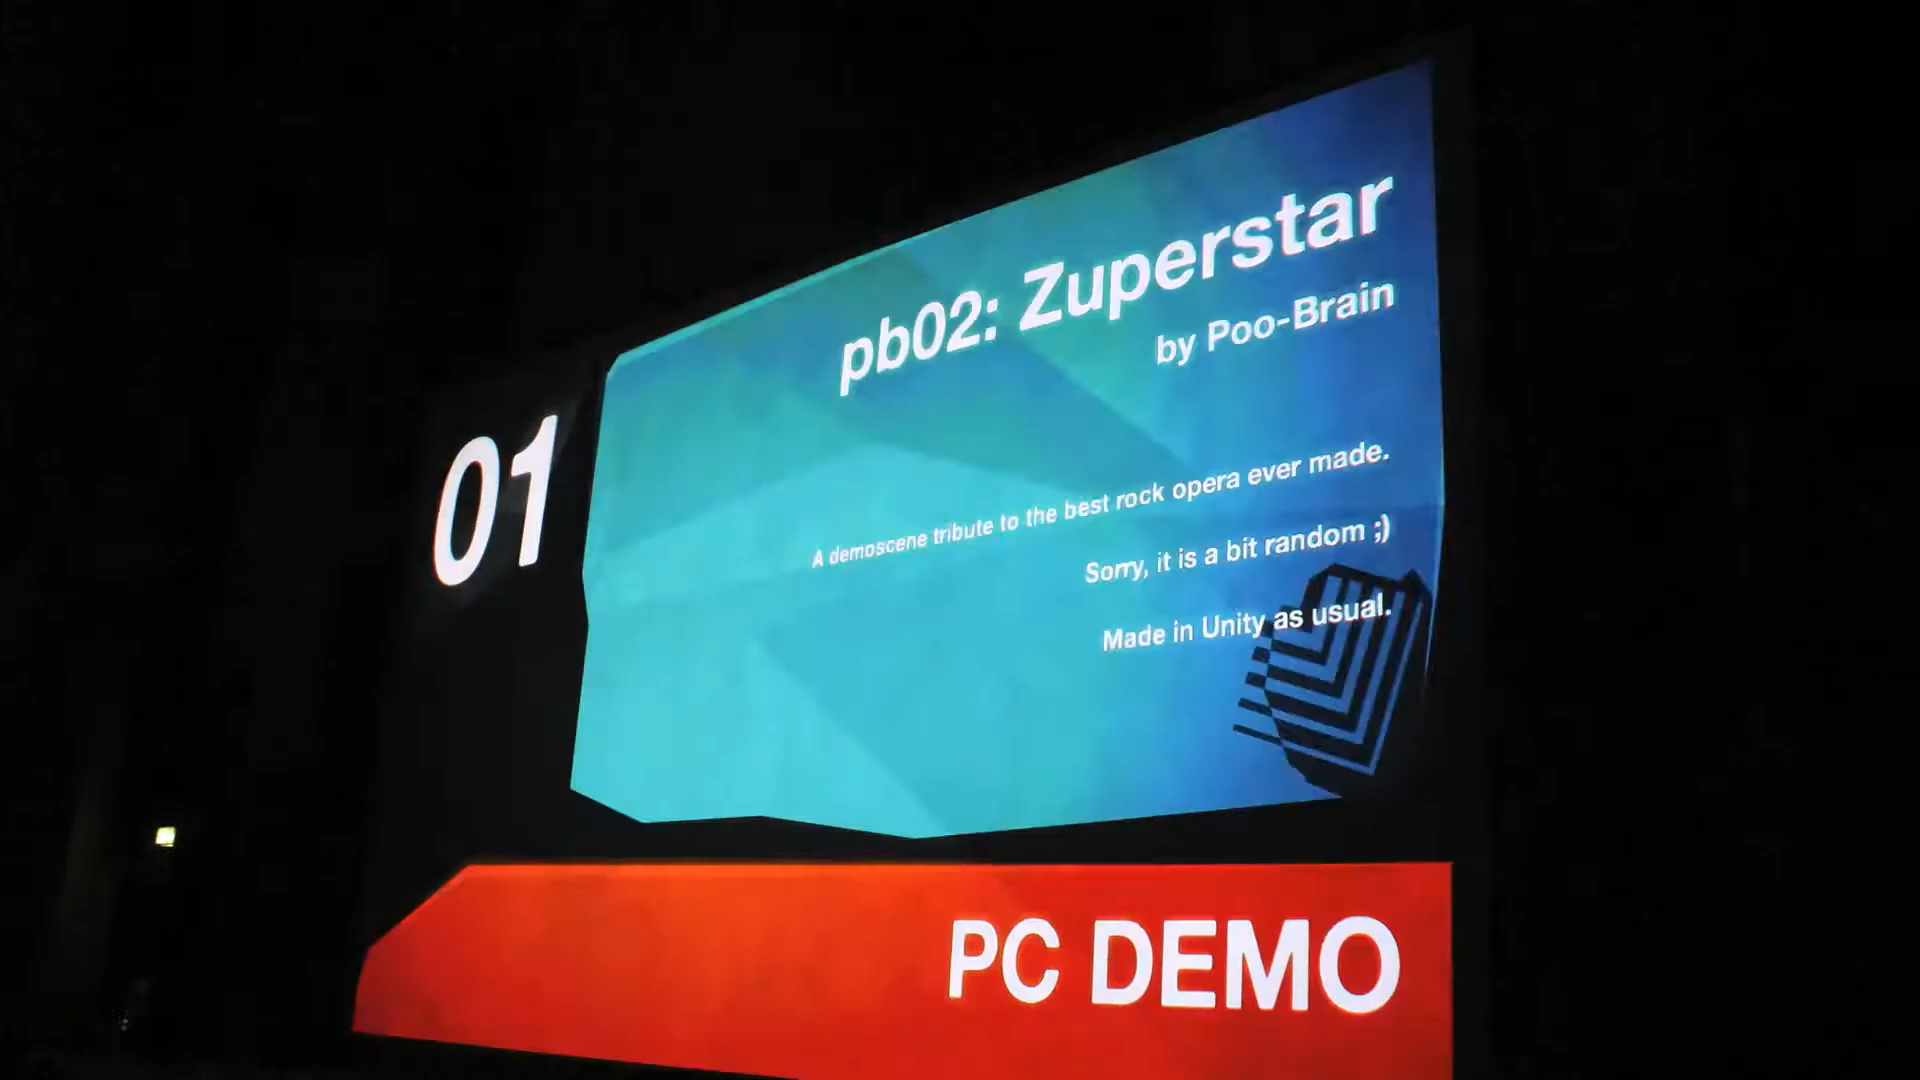 01
pb02: Zuperstar
by Poo-Brain
A demoscene tribute to the best rock opera ever made.
Sorry, it is a bit random ;)
Made in Unity as usual.
PC DEMO